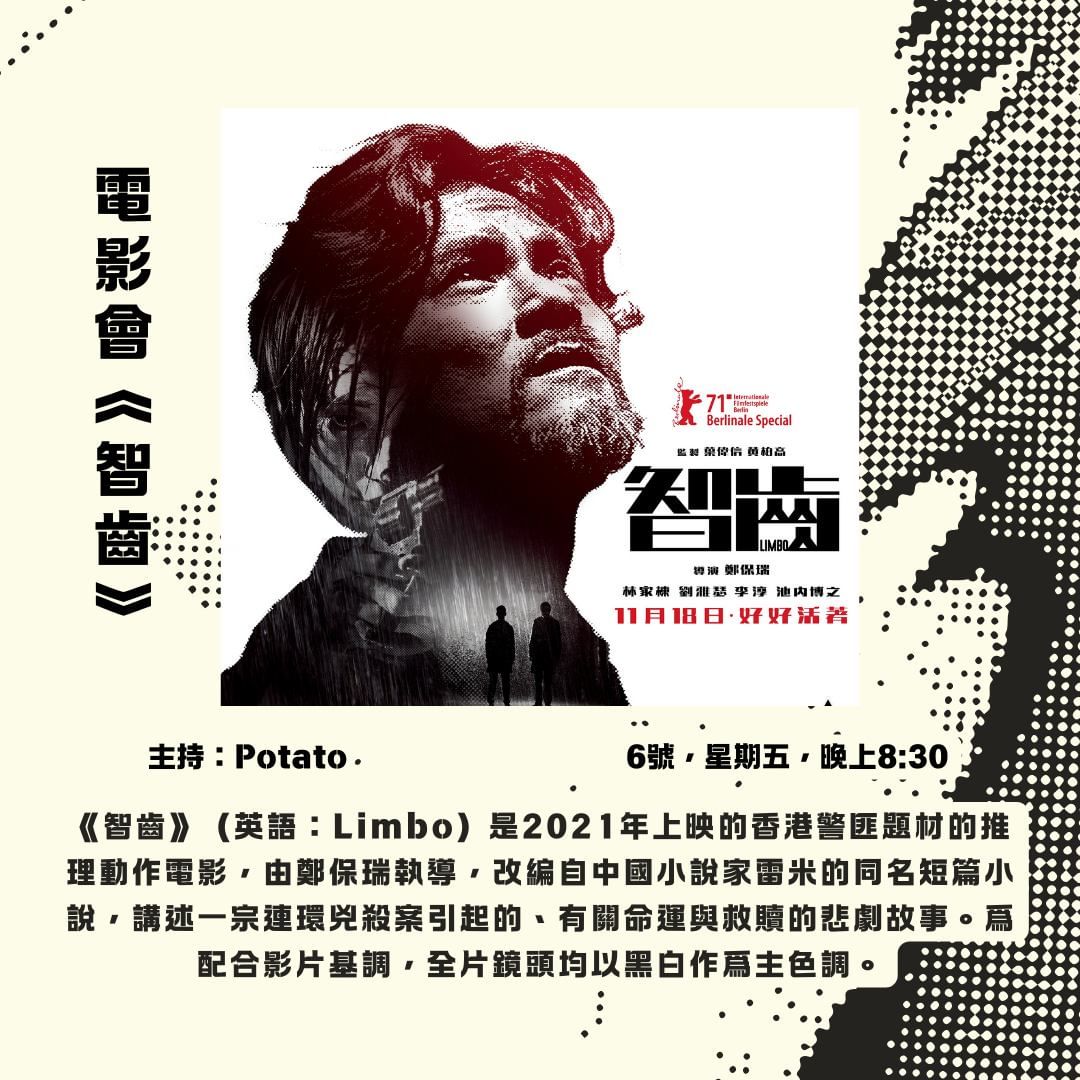 電影會《智齒》
71. Internationale
Filmfestspiele
Berlin
Berlinale Special
監製 葉偉信 黃柏高
智齒
LIMBO
導演 鄭保瑞
林家棟 劉雅瑟 李淳 池內博之
11月18日·好好活著
主持：Potato
6號，星期五，晚上8:30
《智齒》（英語：Limbo）是2021年上映的香港警匪題材的推
理動作電影，由鄭保瑞執導，改編自中國小說家雷米的同名短篇小
說，講述一宗連環兇殺案引起的、有關命運與救贖的悲劇故事。爲
配合影片基調，全片鏡頭均以黑白作爲主色調。